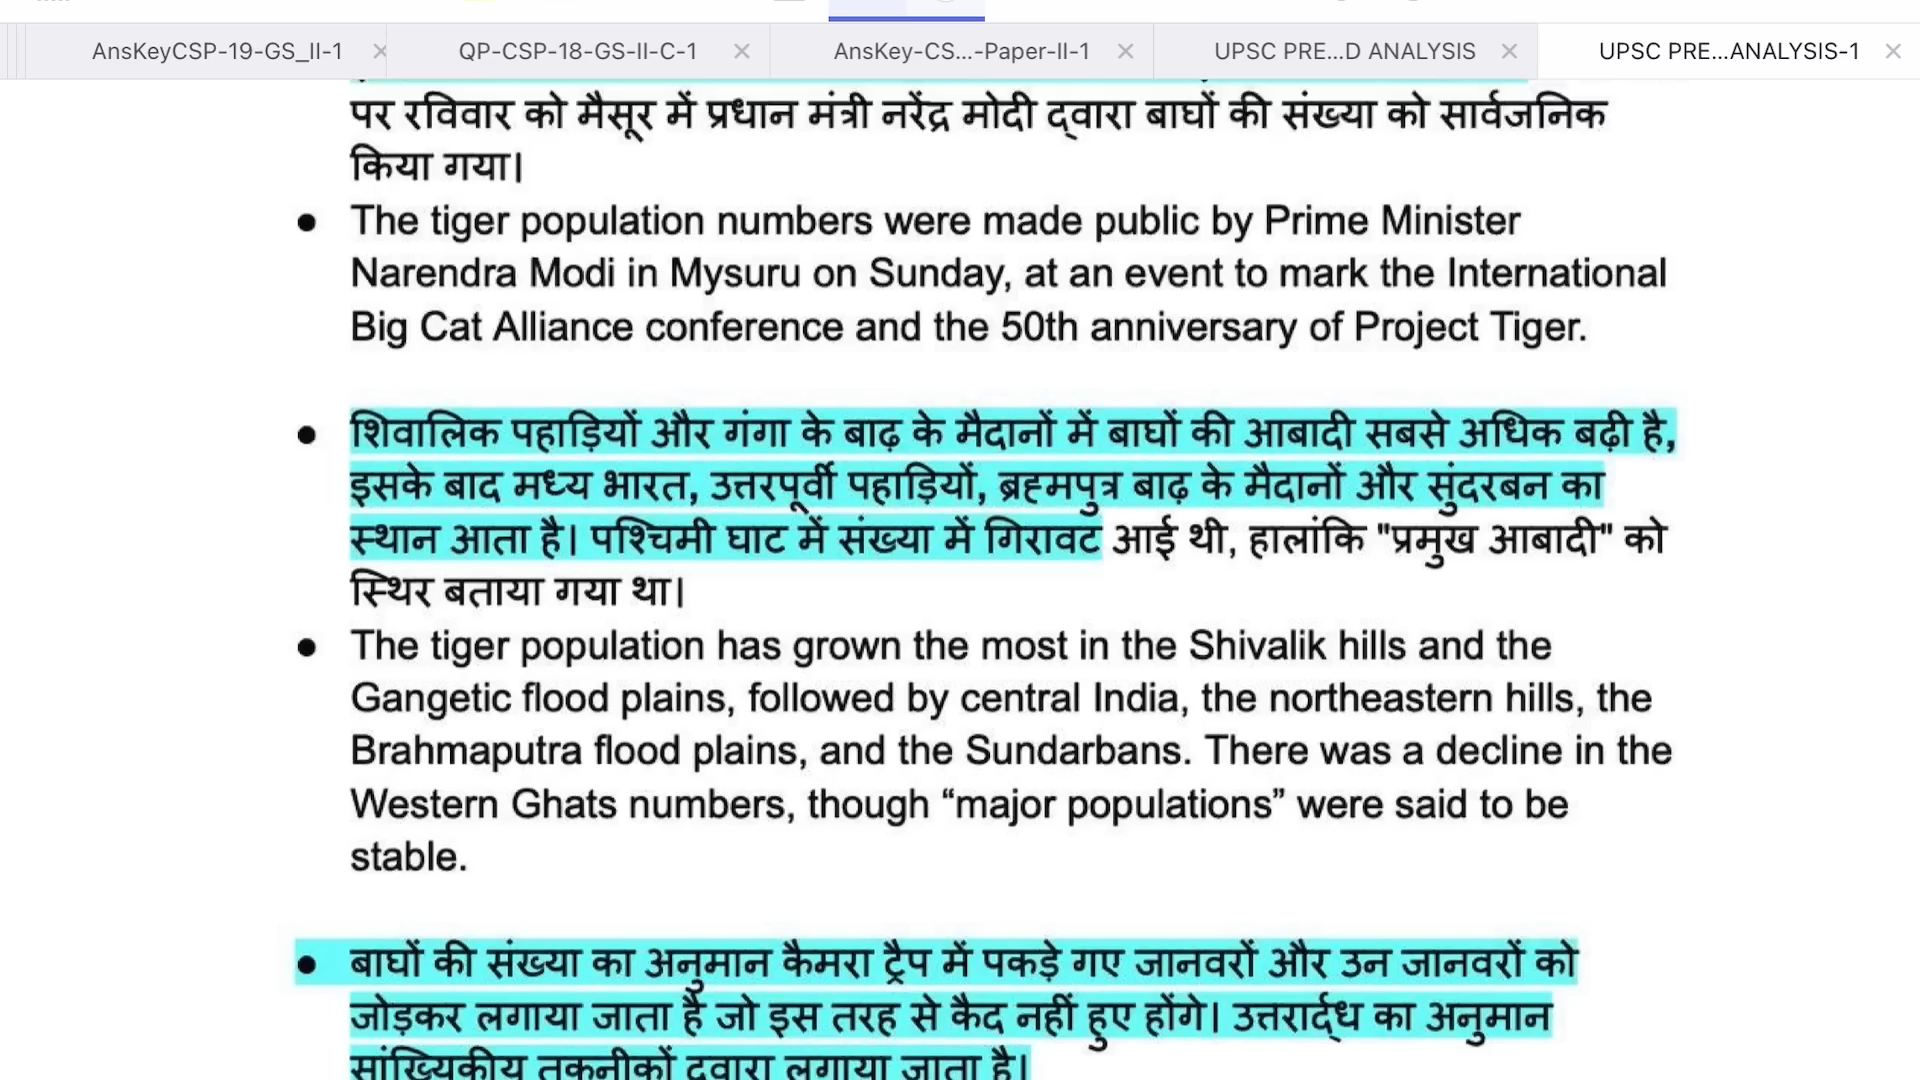 AnsKeyCSP-19-GS_II-1
QP-CSP-18-GS-II-C-1
AnsKey-CS...-Paper-II-1
UPSC PRE...D ANALYSIS
UPSC PRE...ANALYSIS-1
पर रविवार को मैसूर में प्रधान मंत्री नरेंद्र मोदी द्वारा बाघों की संख्या को सार्वजनिक
किया गया।
● The tiger population numbers were made public by Prime Minister
Narendra Modi in Mysuru on Sunday, at an event to mark the International
Big Cat Alliance conference and the 50th anniversary of Project Tiger.
● शिवालिक पहाड़ियों और गंगा के बाढ़ के मैदानों में बाघों की आबादी सबसे अधिक बढ़ी है,
इसके बाद मध्य भारत, उत्तरपूर्वी पहाड़ियों, ब्रह्मपुत्र बाढ़ के मैदानों और सुंदरबन का
स्थान आता है। पश्चिमी घाट में संख्या में गिरावट आई थी, हालांकि "प्रमुख आबादी" को
स्थिर बताया गया था।
● The tiger population has grown the most in the Shivalik hills and the
Gangetic flood plains, followed by central India, the northeastern hills, the
Brahmaputra flood plains, and the Sundarbans. There was a decline in the
Western Ghats numbers, though “major populations” were said to be
stable.
● बाघों की संख्या का अनुमान कैमरा ट्रैप में पकड़े गए जानवरों और उन जानवरों को
जोड़कर लगाया जाता है जो इस तरह से कैद नहीं हुए होंगे। उत्तरार्द्ध का अनुमान
सांख्यिकीय तकनीकों द्वारा लगाया जाता है।